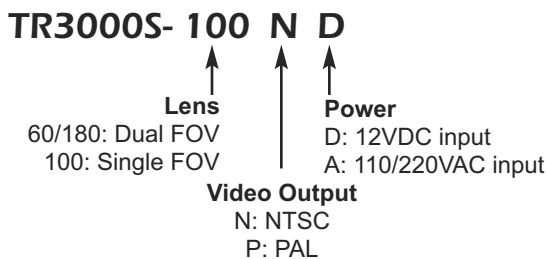 TR3000S- 100 N D
Lens
60/180: Dual FOV
100: Single FOV
Power
D: 12VDC input
A: 110/220VAC input
Video Output
N: NTSC
P: PAL